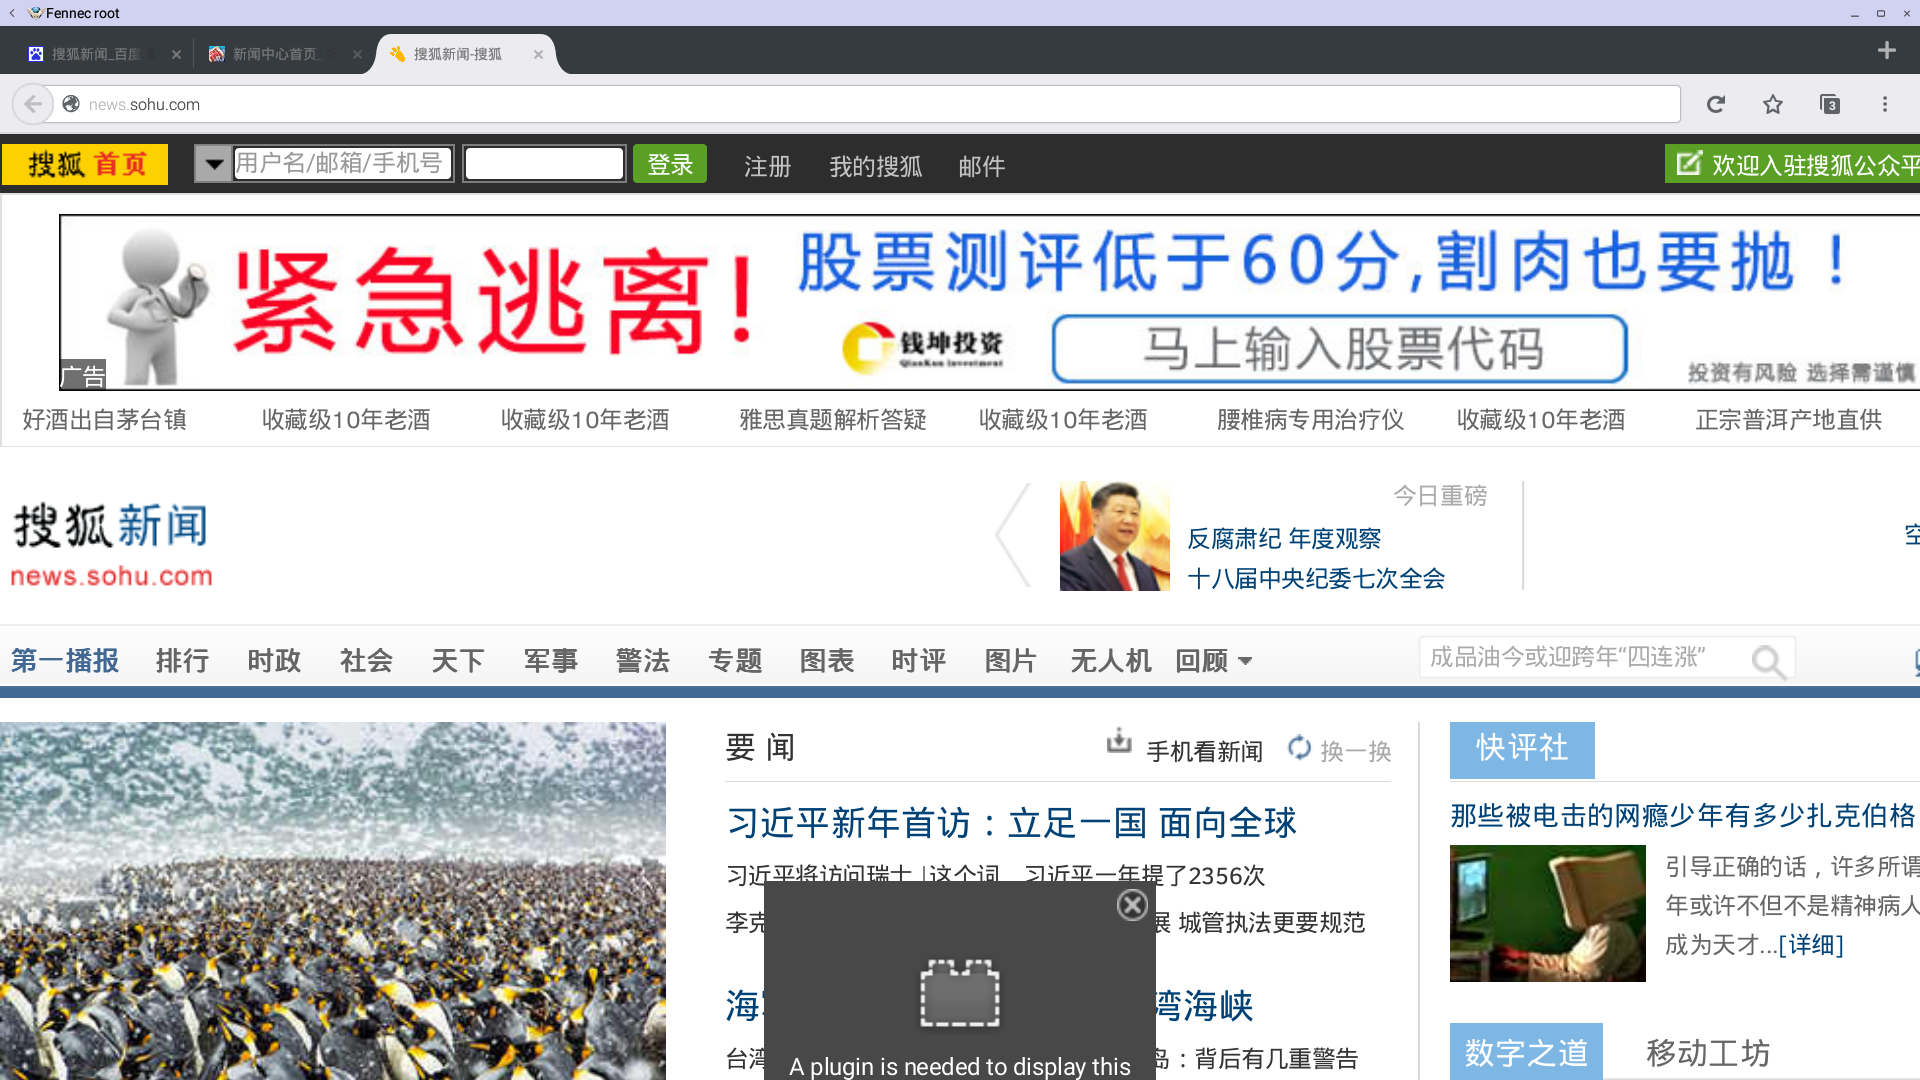 Fennec root
搜狐新闻_百度
新闻中心首页_
搜狐新闻-搜狐
news.sohu.com
3
搜狐 首页
用户名/邮箱/手机号
登录
注册
我的搜狐
邮件
欢迎入驻搜狐公众平
紧急逃离!
股票测评低于60分,割肉也要抛!
钱坤投资
QianKun investment
马上输入股票代码
投资有风险 选择需谨慎
广告
好酒出自茅台镇
收藏级10年老酒
收藏级10年老酒
雅思真题解析答疑
收藏级10年老酒
腰椎病专用治疗仪
收藏级10年老酒
正宗普洱产地直供
搜狐新闻
news.sohu.com
今日重磅
反腐肃纪 年度观察
十八届中央纪委七次全会
空
第一播报
排行
时政
社会
天下
军事
警法
专题
图表
时评
图片
无人机
回顾
成品油今或迎跨年“四连涨”
要 闻
手机看新闻
换一换
习近平新年首访：立足一国 面向全球
习近平将访问瑞士 |这个词，习近平一年提了2356次
李克
展 城管执法更要规范
海
湾海峡
台湾
岛：背后有几重警告
A plugin is needed to display this
快评社
那些被电击的网瘾少年有多少扎克伯格
引导正确的话，许多所谓
年或许不但不是精神病人
成为天才...[详细]
数字之道
移动工坊